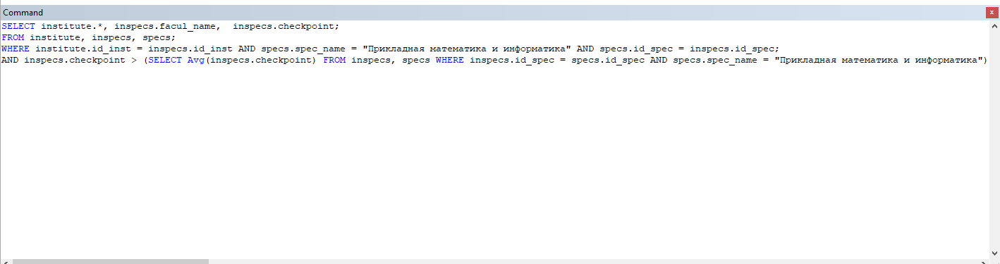 Command
SELECT institute.*, inspecs.facul_name,  inspecs.checkpoint;
FROM institute, inspecs, specs;
WHERE institute.id_inst = inspecs.id_inst AND specs.spec_name = "Прикладная математика и информатика" AND specs.id_spec = inspecs.id_spec;
AND inspecs.checkpoint > (SELECT Avg(inspecs.checkpoint) FROM inspecs, specs WHERE inspecs.id_spec = specs.id_spec AND specs.spec_name = "Прикладная математика и информатика")